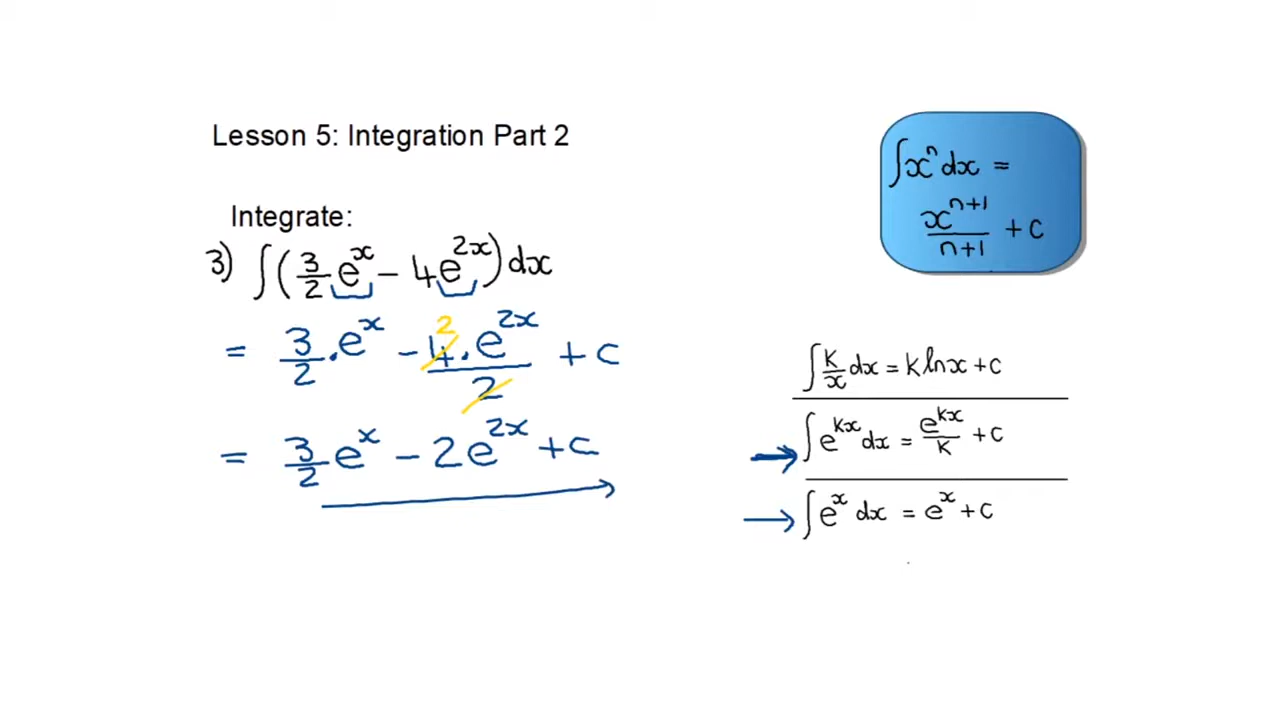 Lesson 5: Integration Part 2
Integrate:
3) ∫(3/2 e^x − 4e^{2x}) dx
= 3/2 · e^x − 4 · e^{2x} / 2 + c
2
= 3/2 e^x − 2e^{2x} + c
∫x^n dx =
x^{n+1}/n+1 + c
∫K/x dx = K ln x + c
∫e^{Kx} dx = e^{Kx}/K + c
∫e^x dx = e^x + c